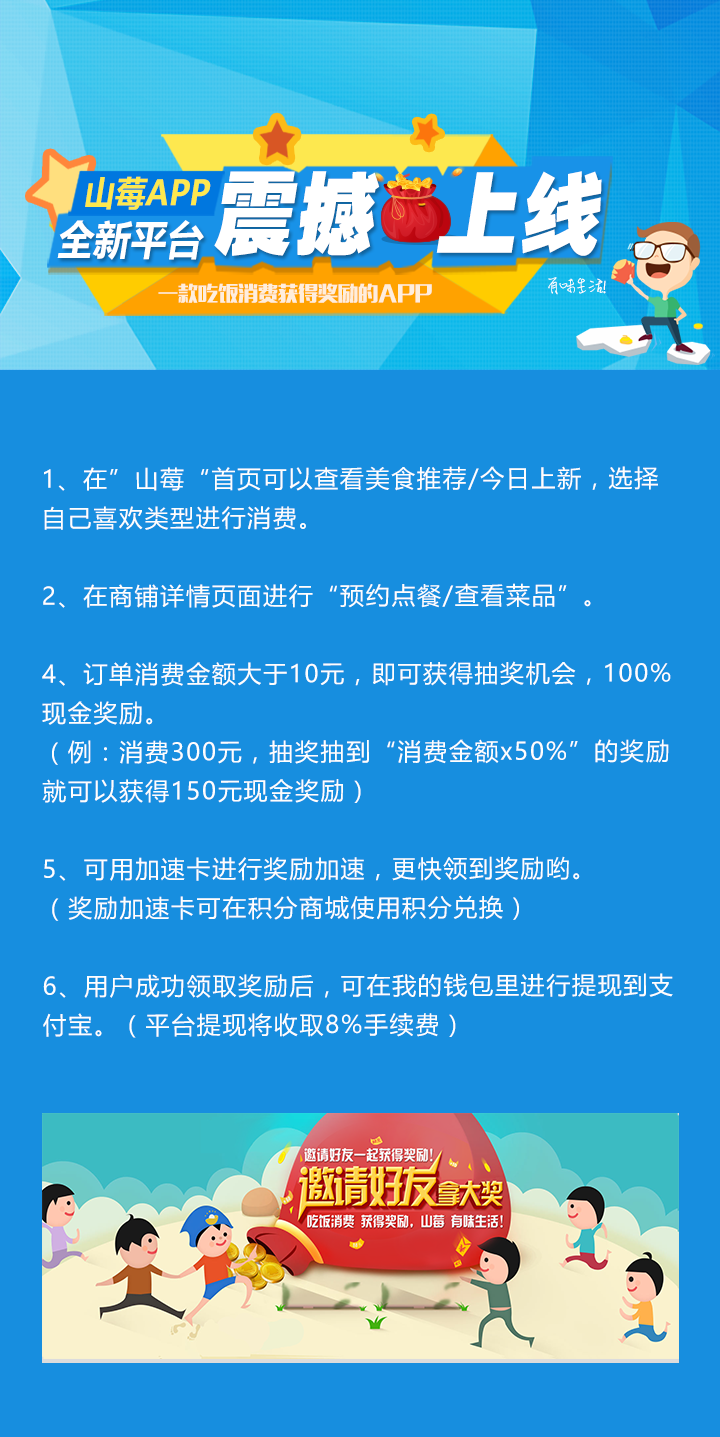 山莓APP
全新平台
震撼上线
一款吃饭消费获得奖励的APP
有味生活!
1、在”山莓“首页可以查看美食推荐/今日上新，选择
自己喜欢类型进行消费。
2、在商铺详情页面进行“预约点餐/查看菜品”。
4、订单消费金额大于10元，即可获得抽奖机会，100%
现金奖励。
（例：消费300元，抽奖抽到“消费金额x50%”的奖励
就可以获得150元现金奖励）
5、可用加速卡进行奖励加速，更快领到奖励哟。
（奖励加速卡可在积分商城使用积分兑换）
6、用户成功领取奖励后，可在我的钱包里进行提现到支
付宝。（平台提现将收取8%手续费）
邀请好友一起获得奖励!
邀请好友拿大奖
吃饭消费 获得奖励，山莓 有味生活!